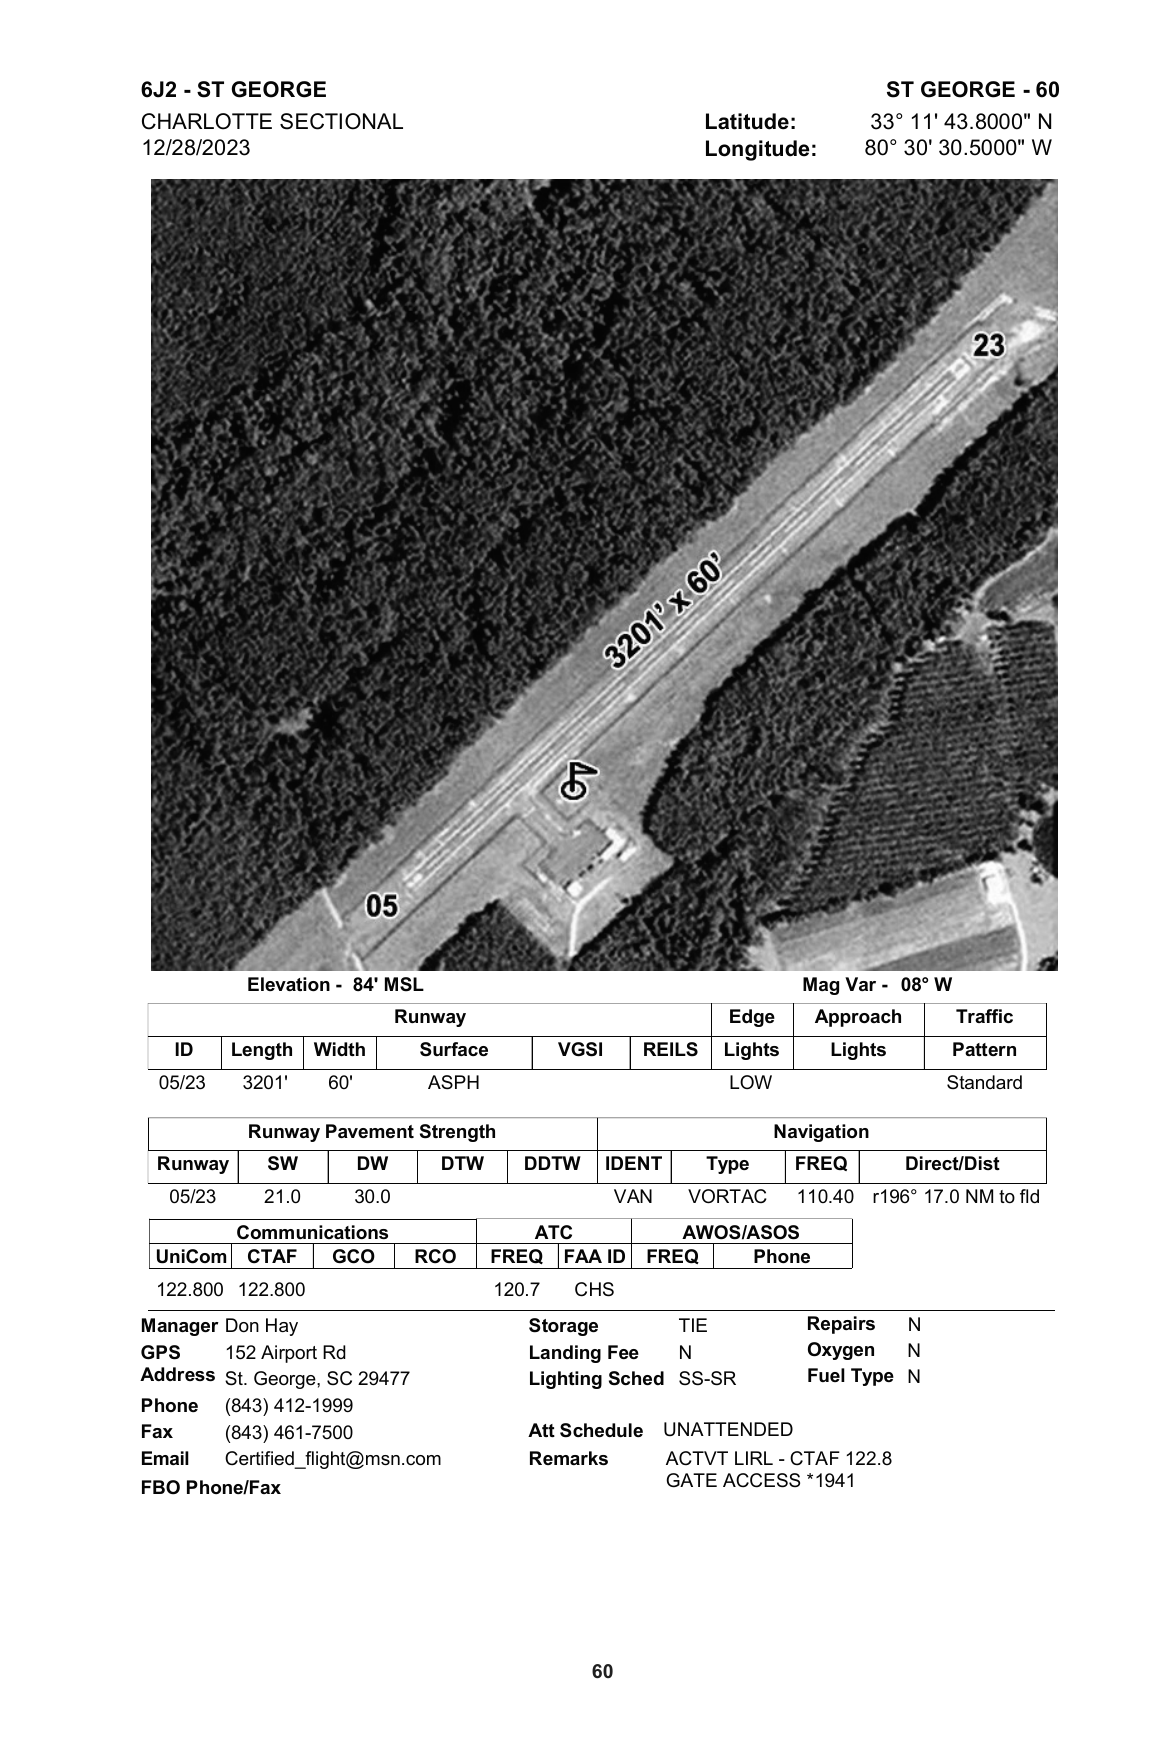 6J2 - ST GEORGE
ST GEORGE - 60
CHARLOTTE SECTIONAL
Latitude: 33° 11' 43.8000" N
12/28/2023
Longitude: 80° 30' 30.5000" W
23
3201’ x 60’
05
Elevation - 84' MSL
Mag Var - 08° W
Runway Edge Approach Traffic
ID Length Width Surface VGSI REILS Lights Lights Pattern
05/23 3201' 60' ASPH LOW Standard
Runway Pavement Strength Navigation
Runway SW DW DTW DDTW IDENT Type FREQ Direct/Dist
05/23 21.0 30.0 VAN VORTAC 110.40 r196° 17.0 NM to fld
Communications ATC AWOS/ASOS
UniCom CTAF GCO RCO FREQ FAA ID FREQ Phone
122.800 122.800 120.7 CHS
Manager Don Hay
GPS 152 Airport Rd
Address St. George, SC 29477
Phone (843) 412-1999
Fax (843) 461-7500
Email Certified_flight@msn.com
FBO Phone/Fax
Storage TIE
Landing Fee N
Lighting Sched SS-SR
Att Schedule UNATTENDED
Remarks ACTVT LIRL - CTAF 122.8
GATE ACCESS *1941
Repairs N
Oxygen N
Fuel Type N
60